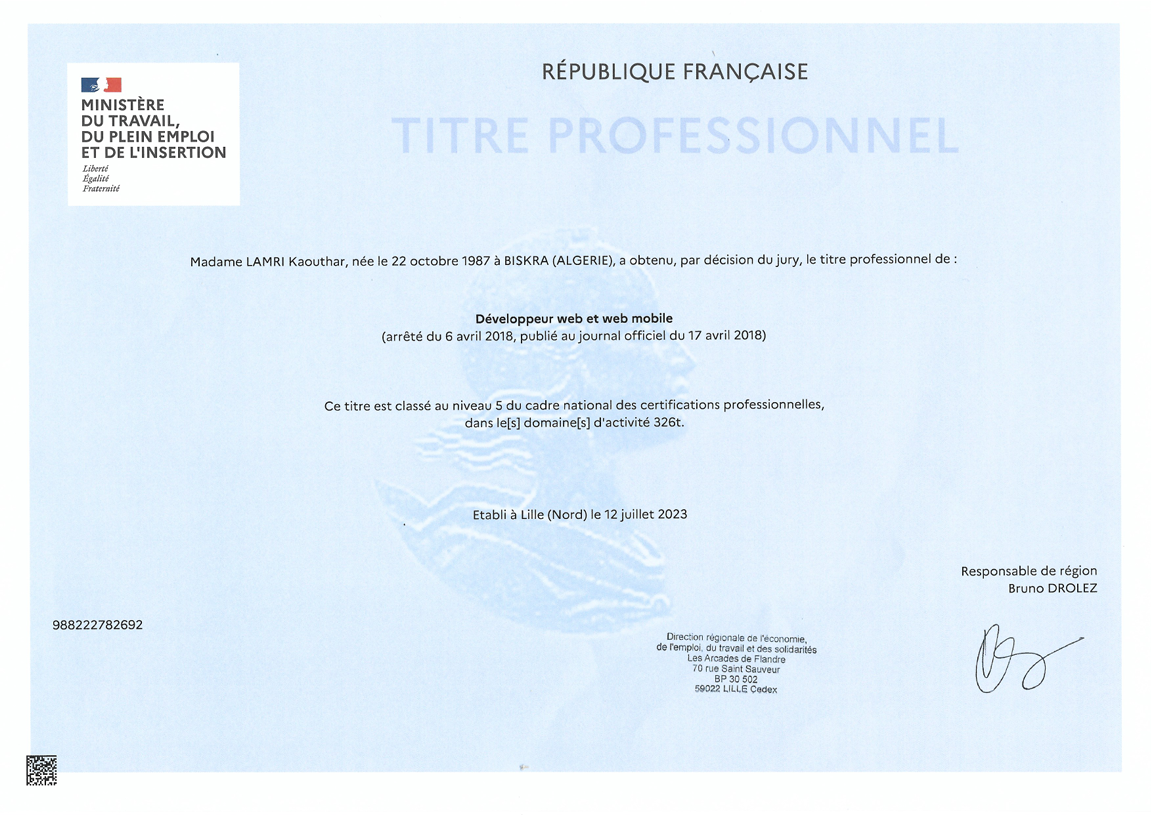 MINISTÈRE
DU TRAVAIL,
DU PLEIN EMPLOI
ET DE L'INSERTION
Liberté
Égalité
Fraternité
RÉPUBLIQUE FRANÇAISE
TITRE PROFESSIONNEL
Madame LAMRI Kaouthar, née le 22 octobre 1987 à BISKRA (ALGERIE), a obtenu, par décision du jury, le titre professionnel de :
Développeur web et web mobile
(arrêté du 6 avril 2018, publié au journal officiel du 17 avril 2018)
Ce titre est classé au niveau 5 du cadre national des certifications professionnelles,
dans le[s] domaine[s] d'activité 326t.
Etabli à Lille (Nord) le 12 juillet 2023
Responsable de région
Bruno DROLEZ
988222782692
Direction régionale de l'économie,
de l'emploi, du travail et des solidarités
Les Arcades de Flandre
70 rue Saint Sauveur
BP 30 502
59022 LILLE Cedex